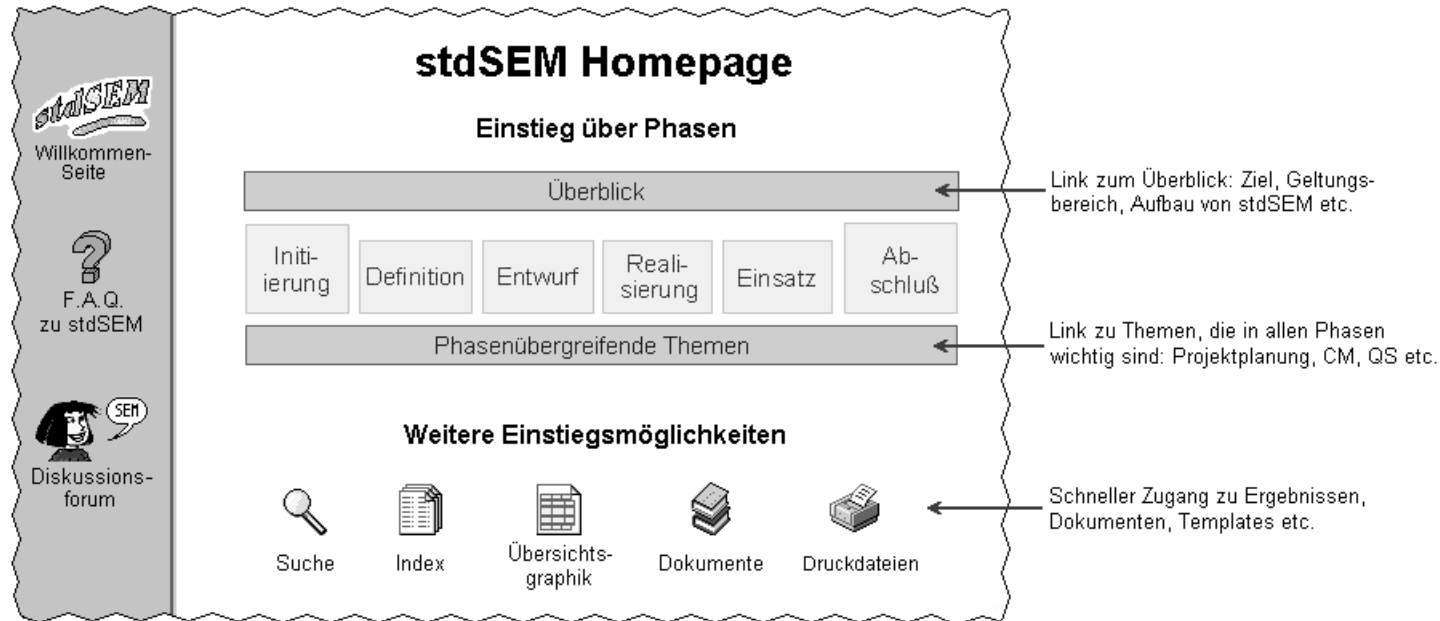 stdSEM Homepage
stdSEM
Willkommen-
Seite
F.A.Q.
zu stdSEM
SEM
Diskussions-
forum
Einstieg über Phasen
Überblick
Initi-
ierung
Definition
Entwurf
Reali-
sierung
Einsatz
Ab-
schluß
Phasenübergreifende Themen
Weitere Einstiegsmöglichkeiten
Suche
Index
Übersichts-
graphik
Dokumente
Druckdateien
Link zum Überblick: Ziel, Geltungs-
bereich, Aufbau von stdSEM etc.
Link zu Themen, die in allen Phasen
wichtig sind: Projektplanung, CM, QS etc.
Schneller Zugang zu Ergebnissen,
Dokumenten, Templates etc.